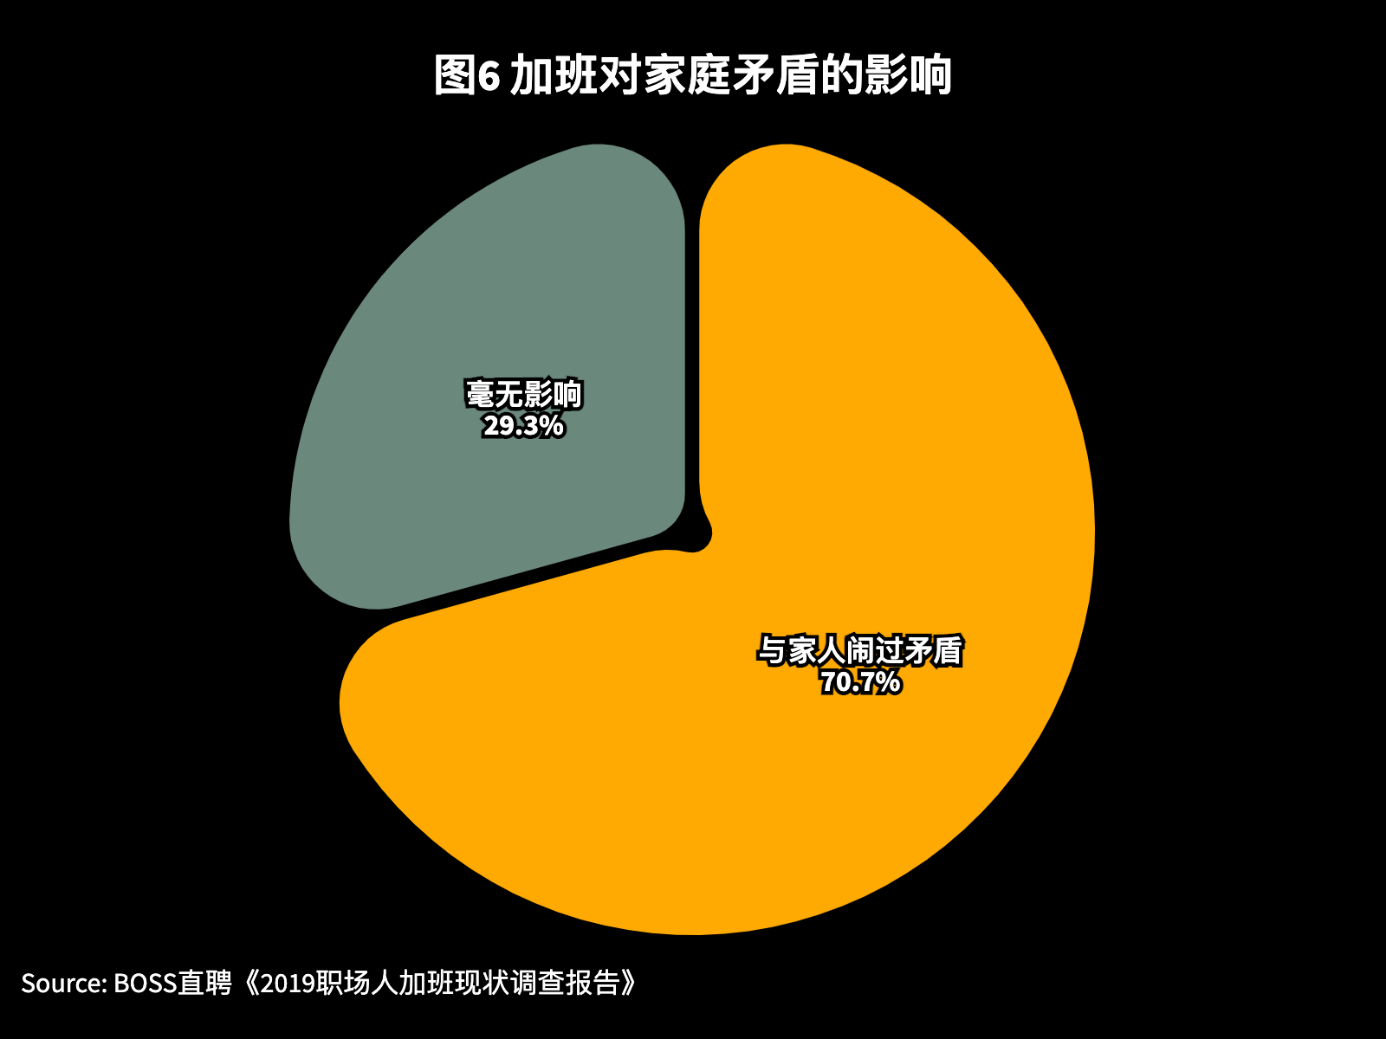 图6 加班对家庭矛盾的影响
毫无影响
29.3%
与家人闹过矛盾
70.7%
Source: BOSS直聘《2019职场人加班现状调查报告》